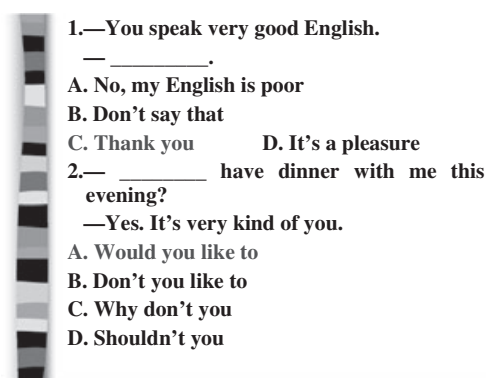 1.—You speak very good English.
— _________.
A. No, my English is poor
B. Don’t say that
C. Thank you D. It’s a pleasure
2.— ________ have dinner with me this
evening?
—Yes. It’s very kind of you.
A. Would you like to
B. Don’t you like to
C. Why don’t you
D. Shouldn’t you